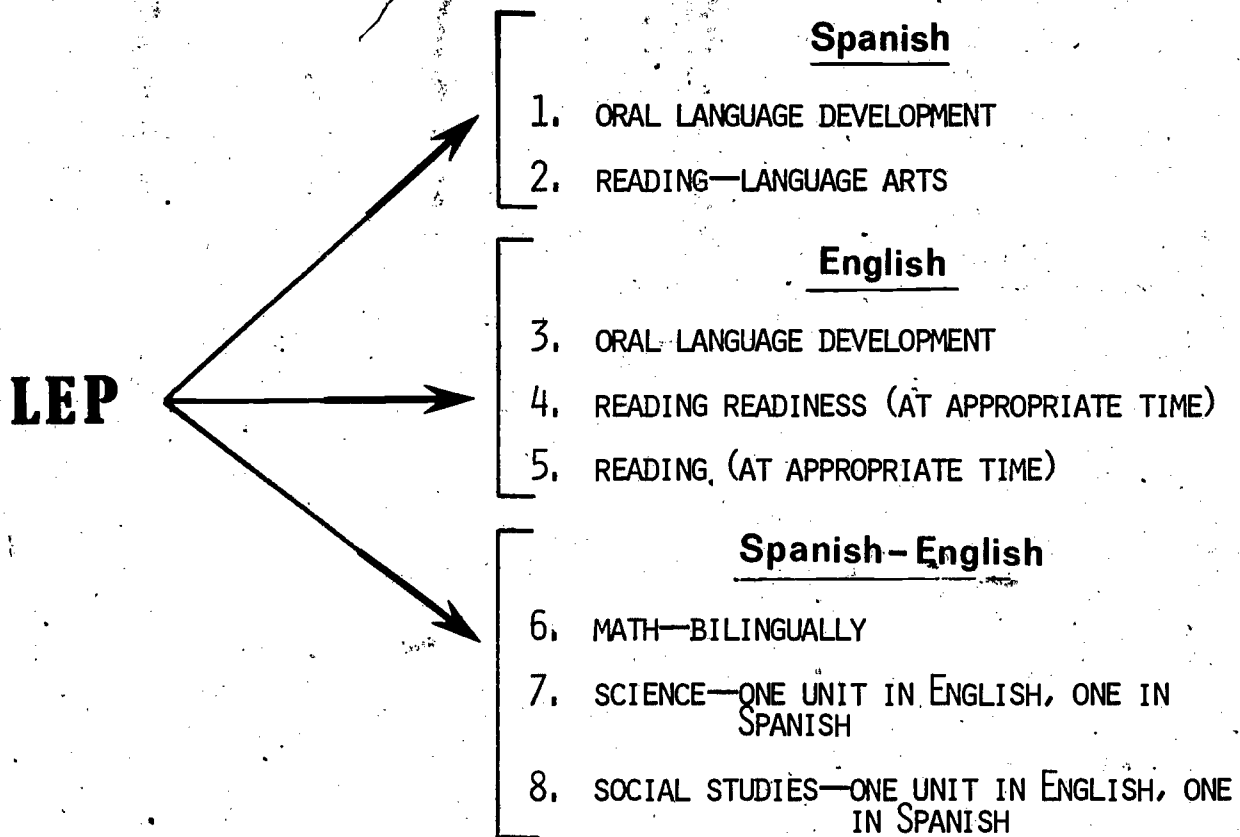 Spanish
1. ORAL LANGUAGE DEVELOPMENT
2. READING—LANGUAGE ARTS
English
3. ORAL LANGUAGE DEVELOPMENT
LEP
4. READING READINESS (AT APPROPRIATE TIME)
5. READING (AT APPROPRIATE TIME)
Spanish-English
6. MATH—BILINGUALLY
7. SCIENCE—ONE UNIT IN ENGLISH, ONE IN
SPANISH
8. SOCIAL STUDIES—ONE UNIT IN ENGLISH, ONE
IN SPANISH